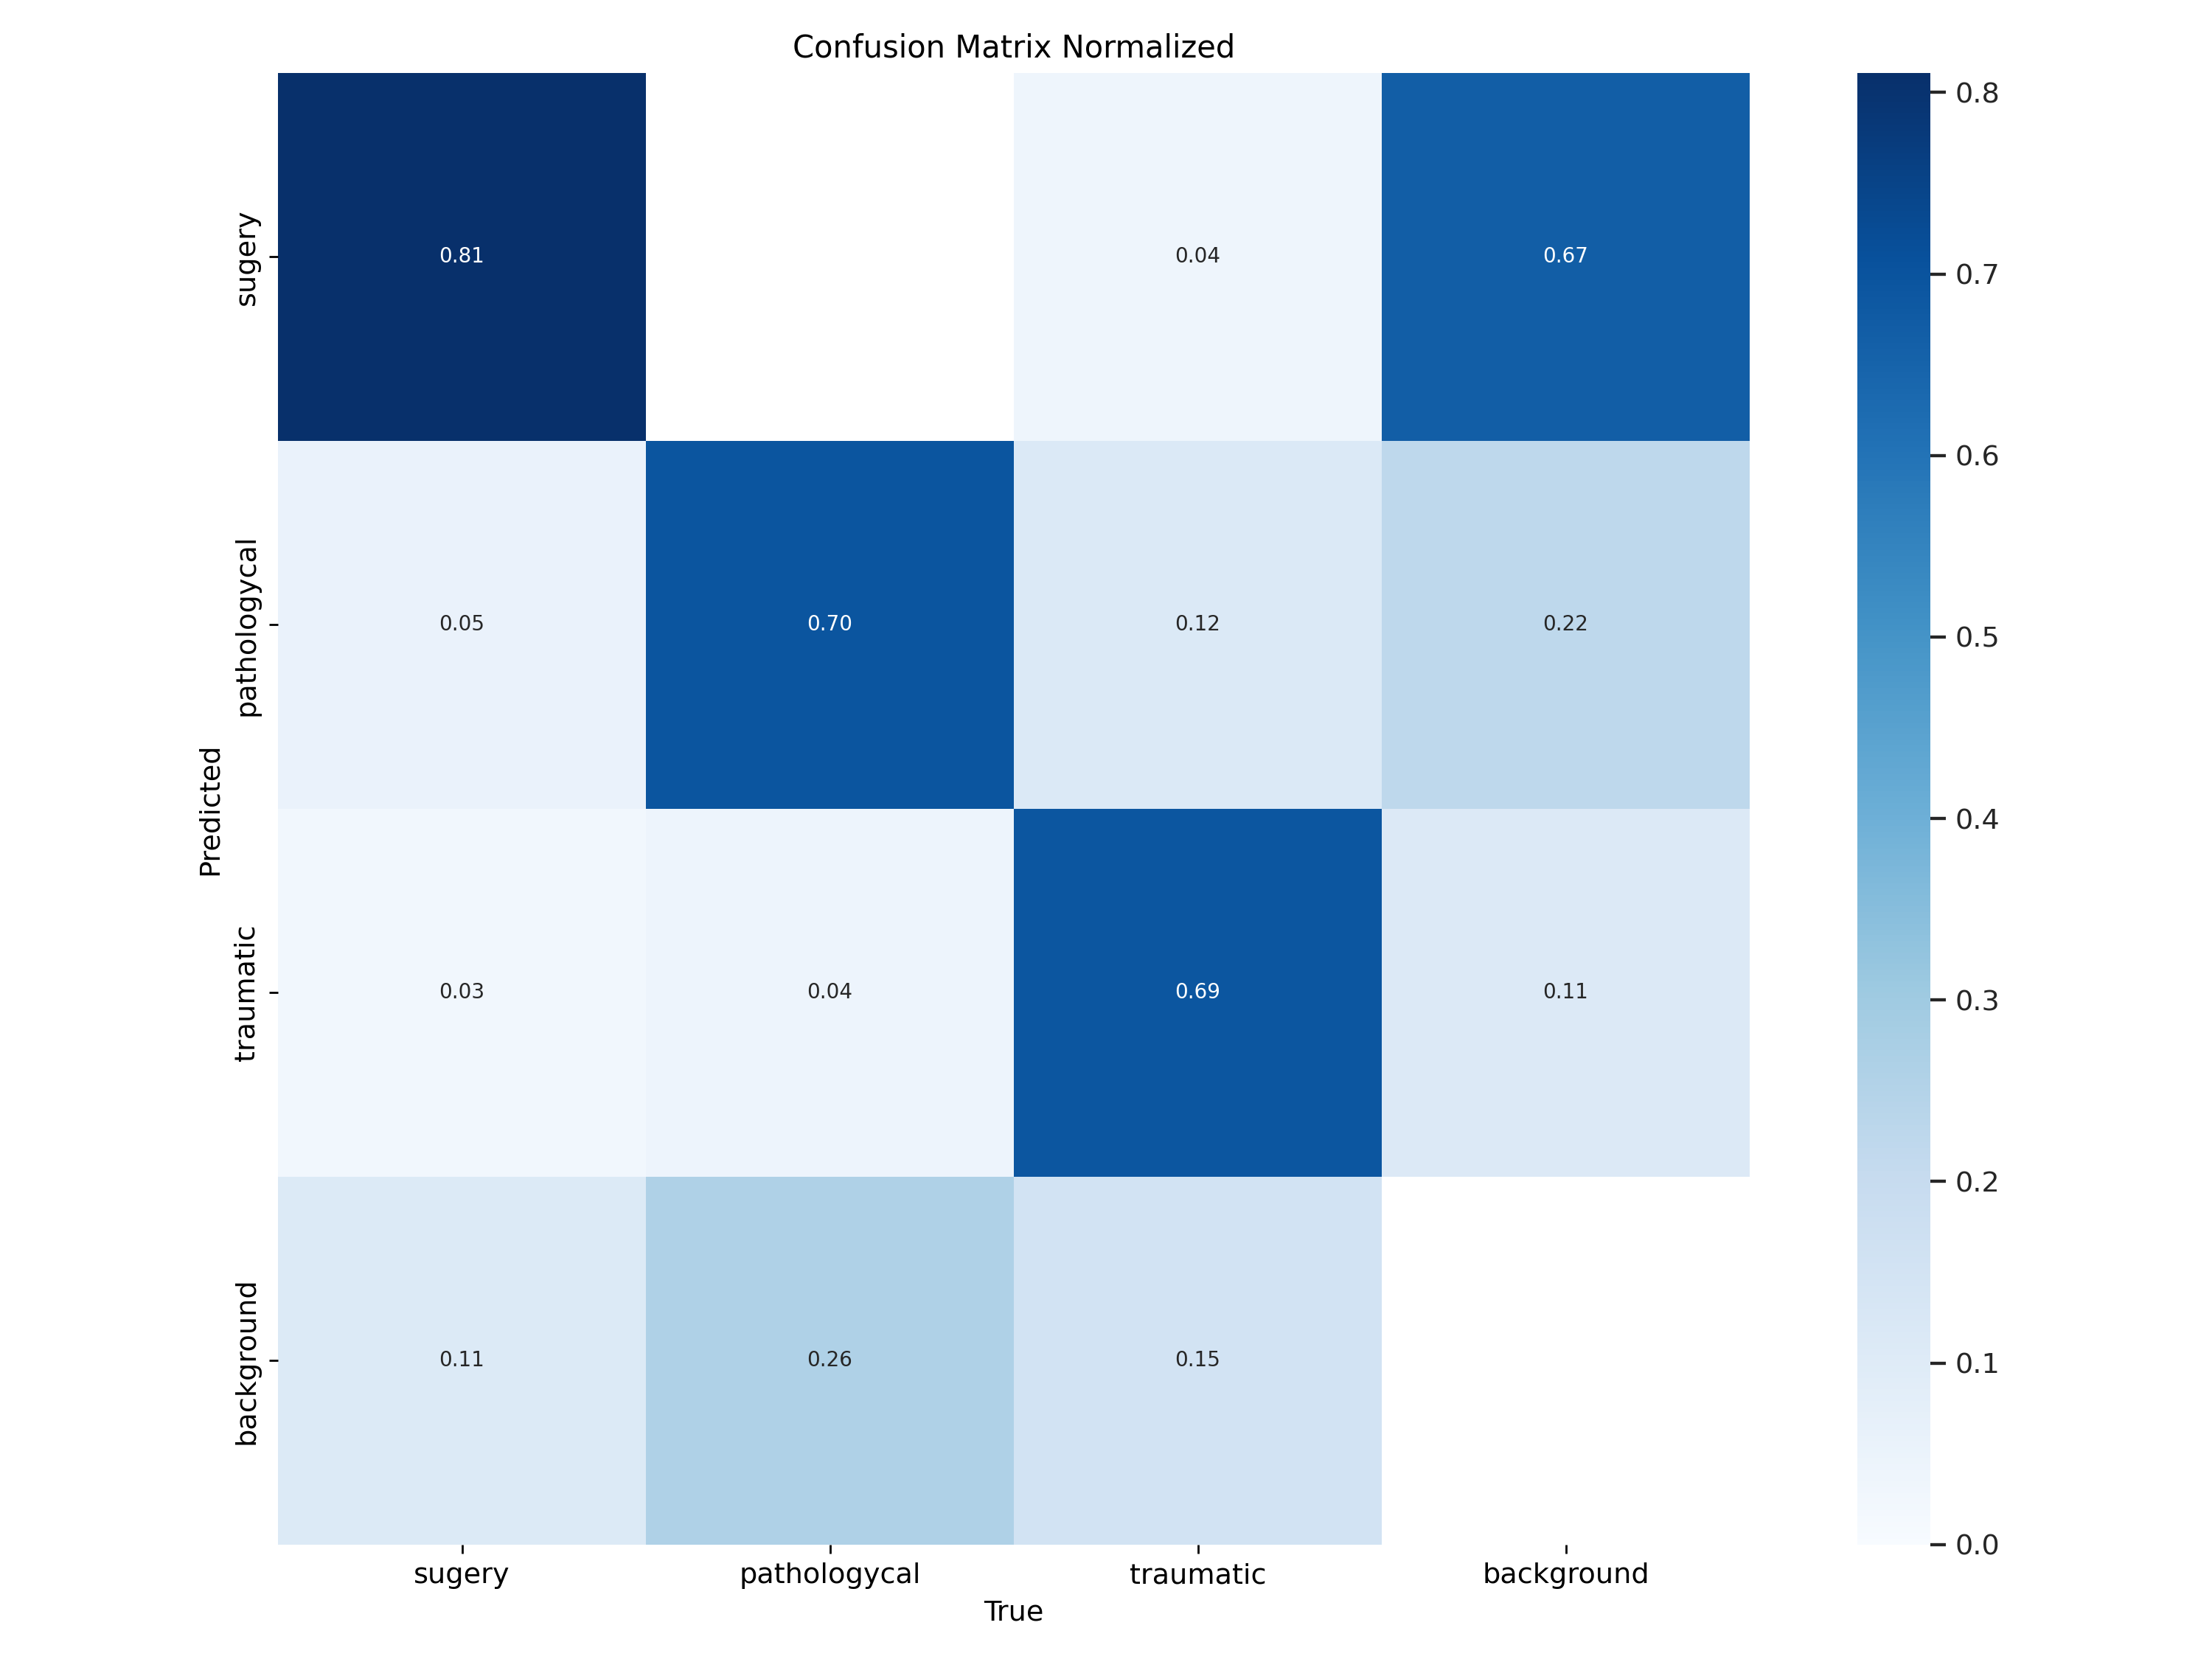 Confusion Matrix Normalized
sugery
0.81
0.04
0.67
0.8
0.7
0.6
pathologycal
0.05
0.70
0.12
0.22
0.5
0.4
Predicted
traumatic
0.03
0.04
0.69
0.11
0.3
0.2
background
0.11
0.26
0.15
0.1
0.0
sugery
pathologycal
traumatic
background
True